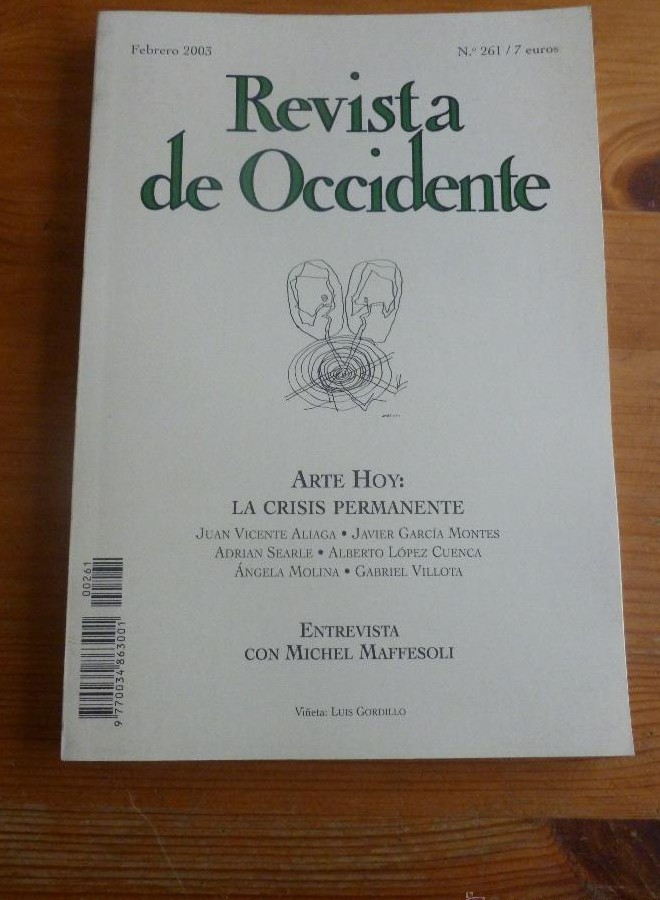 Febrero 2003
N.º 261 / 7 euros
Revista
de Occidente
ARTE HOY:
LA CRISIS PERMANENTE
JUAN VICENTE ALIAGA • JAVIER GARCÍA MONTES
ADRIAN SEARLE • ALBERTO LÓPEZ CUENCA
ÁNGELA MOLINA • GABRIEL VILLOTA
ENTREVISTA
CON MICHEL MAFFESOLI
Viñeta: LUIS GORDILLO
00261
9 770034 863001